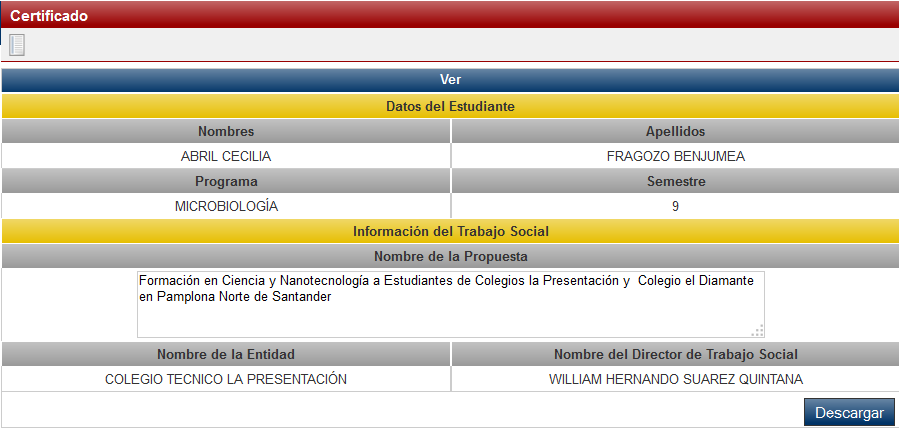 Certificado
Ver
Datos del Estudiante
Nombres Apellidos
ABRIL CECILIA FRAGOZO BENJUMEA
Programa Semestre
MICROBIOLOGÍA 9
Información del Trabajo Social
Nombre de la Propuesta
Formación en Ciencia y Nanotecnología a Estudiantes de Colegios la Presentación y  Colegio el Diamante
en Pamplona Norte de Santander
Nombre de la Entidad Nombre del Director de Trabajo Social
COLEGIO TECNICO LA PRESENTACIÓN WILLIAM HERNANDO SUAREZ QUINTANA
Descargar